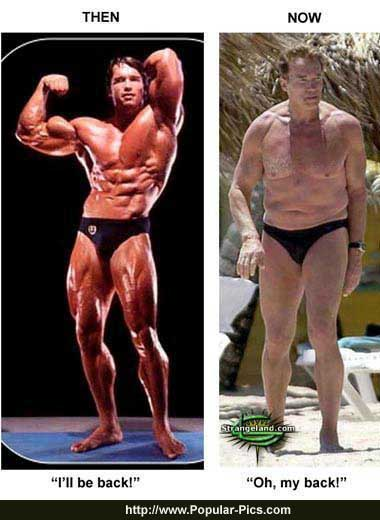 THEN
NOW
Strangeland.com
“I’ll be back!”
“Oh, my back!”
http://www.Popular-Pics.com